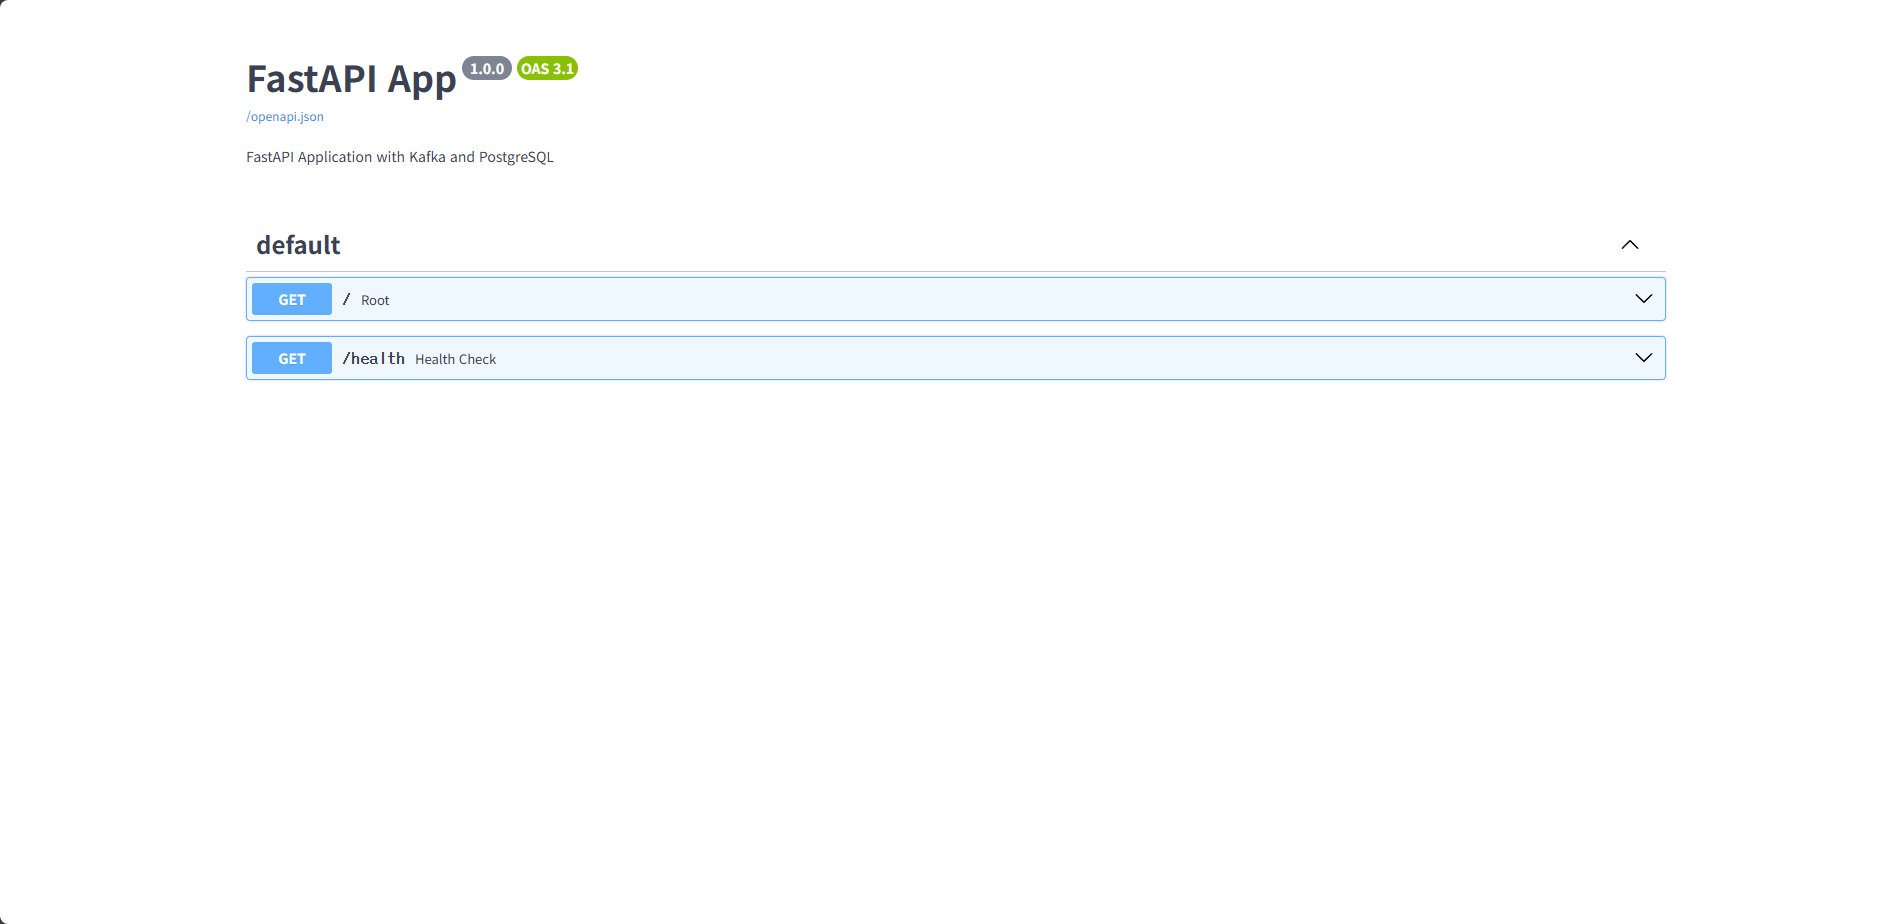 FastAPI App 1.0.0 OAS 3.1
/openapi.json
FastAPI Application with Kafka and PostgreSQL
default
GET / Root
GET /health Health Check